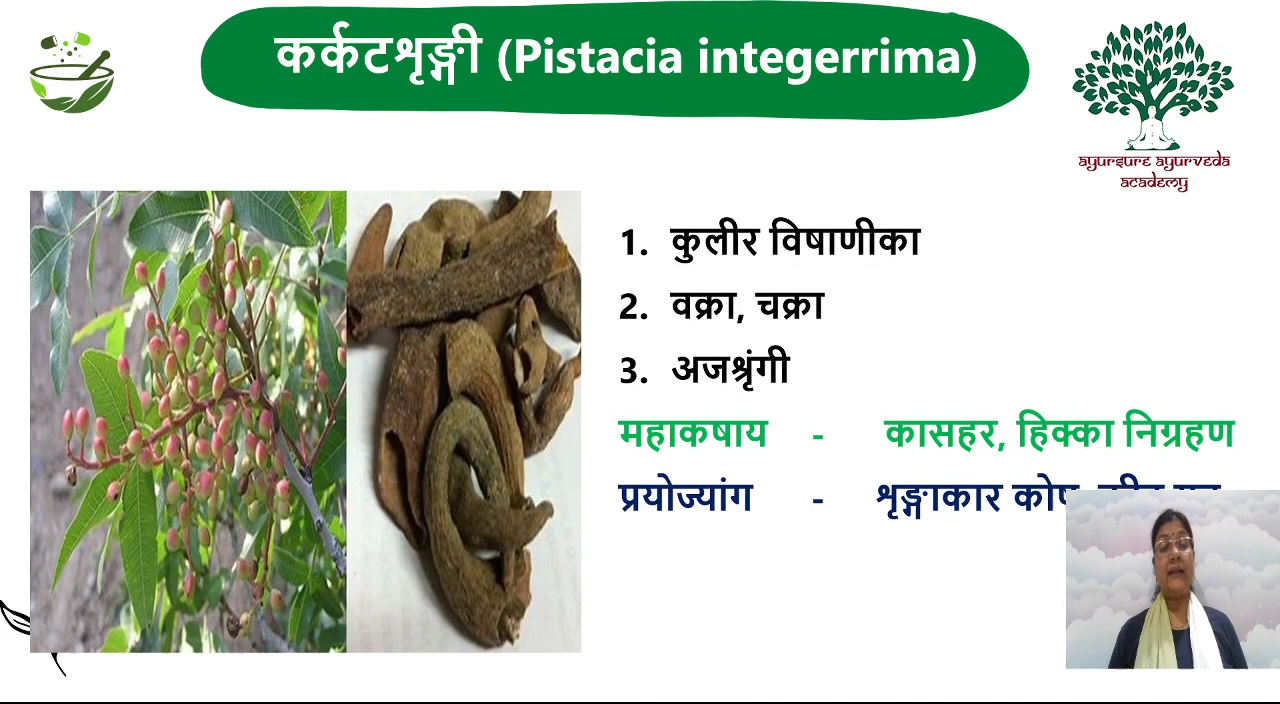 कर्कटशृङ्गी (Pistacia integerrima)
ayursure ayurveda
academy
1. कुलीर विषाणीका
2. वक्रा, चक्रा
3. अजश्रृंगी
महाकषाय - कासहर, हिक्का निग्रहण
प्रयोज्यांग - शृङ्गाकार कोष,